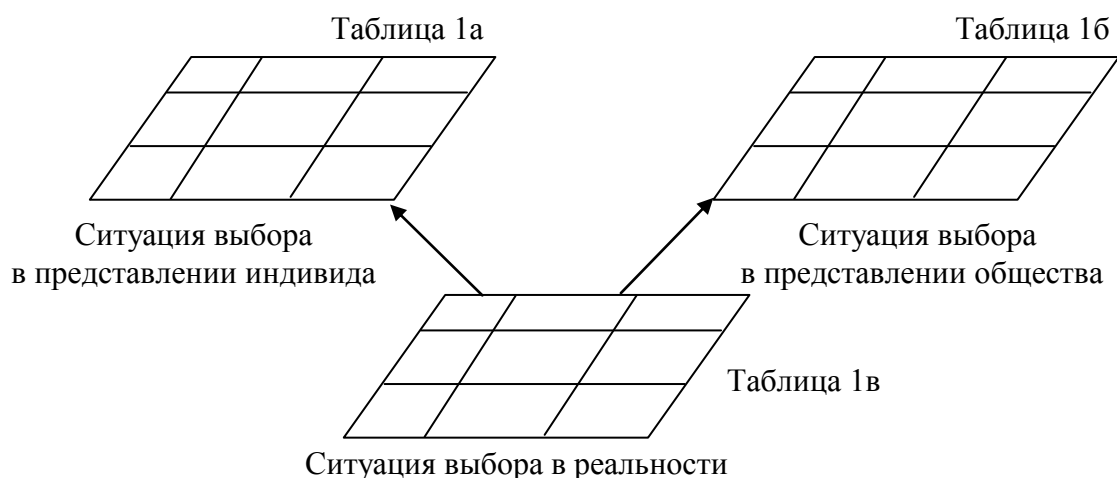 Таблица 1а
Таблица 1б
Ситуация выбора
в представлении индивида
Ситуация выбора
в представлении общества
Таблица 1в
Ситуация выбора в реальности